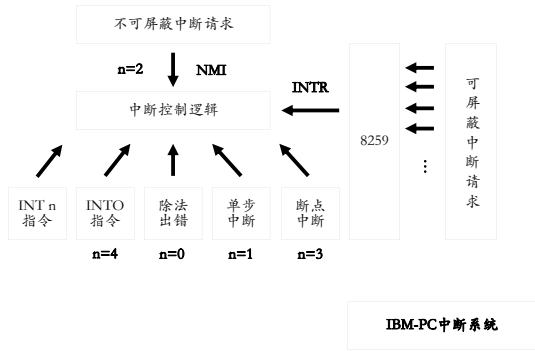 不可屏蔽中断请求
n=2
NMI
INTR
中断控制逻辑
8259
可屏蔽中断请求
INT n
指令
INTO
指令
除法
出错
单步
中断
断点
中断
n=4
n=0
n=1
n=3
IBM-PC中断系统